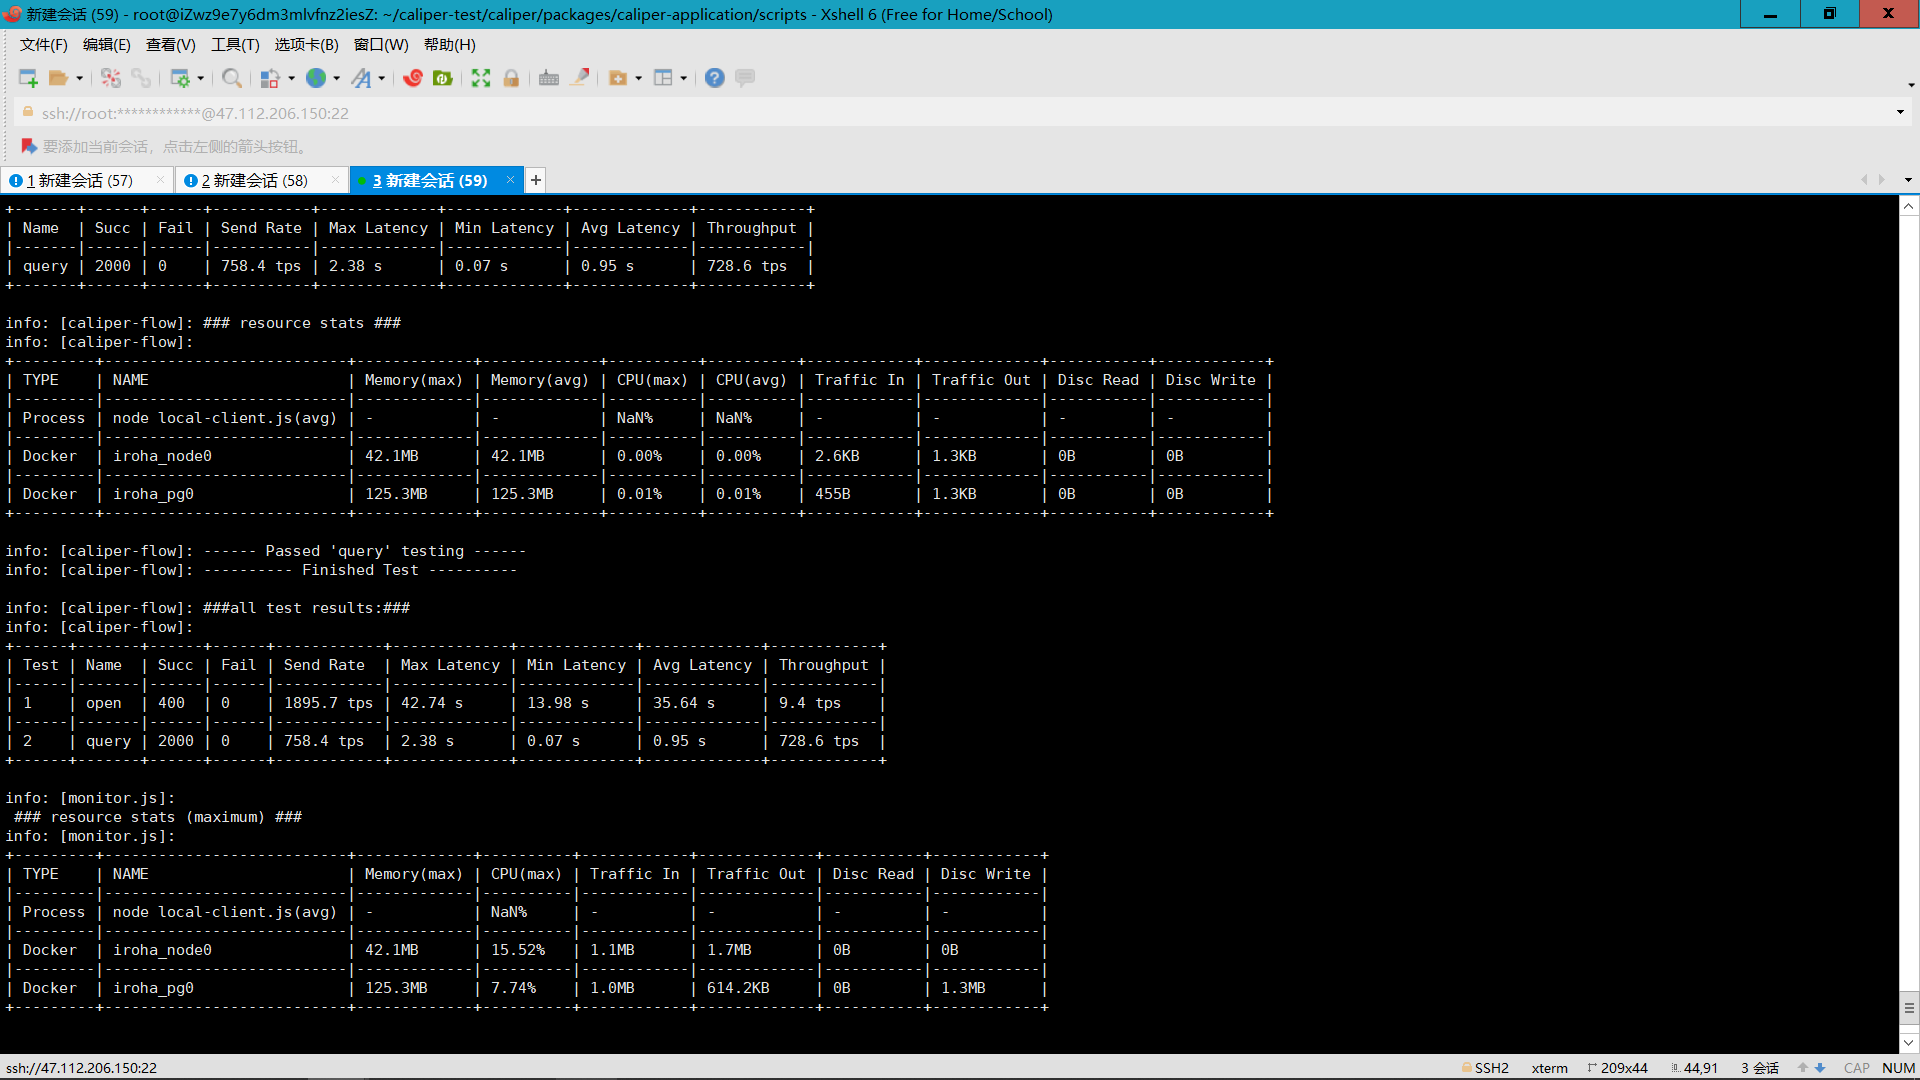 新建会话 (59) - root@iZwz9e7y6dm3mlvfnz2iesZ: ~/caliper-test/caliper/packages/caliper-application/scripts - Xshell 6 (Free for Home/School)
文件(F) 编辑(E) 查看(V) 工具(T) 选项卡(B) 窗口(W) 帮助(H)
ssh://root:************@47.112.206.150:22
要添加当前会话，点击左侧的箭头按钮。
1 新建会话 (57) × 2 新建会话 (58) × 3 新建会话 (59) × +
+-------+------+------+-----------+-------------+-------------+-------------+------------+
| Name  | Succ | Fail | Send Rate | Max Latency | Min Latency | Avg Latency | Throughput |
|-------|------|------|-----------|-------------|-------------|-------------|------------|
| query | 2000 | 0    | 758.4 tps | 2.38 s      | 0.07 s      | 0.95 s      | 728.6 tps  |
+-------+------+------+-----------+-------------+-------------+-------------+------------+
info: [caliper-flow]: ### resource stats ###
info: [caliper-flow]:
+---------+---------------------------+-------------+-------------+----------+----------+------------+-------------+-----------+------------+
| TYPE    | NAME                      | Memory(max) | Memory(avg) | CPU(max) | CPU(avg) | Traffic In | Traffic Out | Disc Read | Disc Write |
|---------|---------------------------|-------------|-------------|----------|----------|------------|-------------|-----------|------------|
| Process | node local-client.js(avg) | -           | -           | NaN%     | NaN%     | -          | -           | -         | -          |
|---------|---------------------------|-------------|-------------|----------|----------|------------|-------------|-----------|------------|
| Docker  | iroha_node0               | 42.1MB      | 42.1MB      | 0.00%    | 0.00%    | 2.6KB      | 1.3KB       | 0B        | 0B         |
|---------|---------------------------|-------------|-------------|----------|----------|------------|-------------|-----------|------------|
| Docker  | iroha_pg0                 | 125.3MB     | 125.3MB     | 0.01%    | 0.01%    | 455B       | 1.3KB       | 0B        | 0B         |
+---------+---------------------------+-------------+-------------+----------+----------+------------+-------------+-----------+------------+
info: [caliper-flow]: ------ Passed 'query' testing ------
info: [caliper-flow]: ---------- Finished Test ----------
info: [caliper-flow]: ###all test results:###
info: [caliper-flow]:
+------+-------+------+------+------------+-------------+-------------+-------------+------------+
| Test | Name  | Succ | Fail | Send Rate  | Max Latency | Min Latency | Avg Latency | Throughput |
|------|-------|------|------|------------|-------------|-------------|-------------|------------|
| 1    | open  | 400  | 0    | 1895.7 tps | 42.74 s     | 13.98 s     | 35.64 s     | 9.4 tps    |
|------|-------|------|------|------------|-------------|-------------|-------------|------------|
| 2    | query | 2000 | 0    | 758.4 tps  | 2.38 s      | 0.07 s      | 0.95 s      | 728.6 tps  |
+------+-------+------+------+------------+-------------+-------------+-------------+------------+
info: [monitor.js]:
 ### resource stats (maximum) ###
info: [monitor.js]:
+---------+---------------------------+-------------+----------+------------+-------------+-----------+------------+
| TYPE    | NAME                      | Memory(max) | CPU(max) | Traffic In | Traffic Out | Disc Read | Disc Write |
|---------|---------------------------|-------------|----------|------------|-------------|-----------|------------|
| Process | node local-client.js(avg) | -           | NaN%     | -          | -           | -         | -          |
|---------|---------------------------|-------------|----------|------------|-------------|-----------|------------|
| Docker  | iroha_node0               | 42.1MB      | 15.52%   | 1.1MB      | 1.7MB       | 0B        | 0B         |
|---------|---------------------------|-------------|----------|------------|-------------|-----------|------------|
| Docker  | iroha_pg0                 | 125.3MB     | 7.74%    | 1.0MB      | 614.2KB     | 0B        | 1.3MB      |
+---------+---------------------------+-------------+----------+------------+-------------+-----------+------------+
ssh://47.112.206.150:22 SSH2 xterm 209x44 44,91 3 会话 CAP NUM